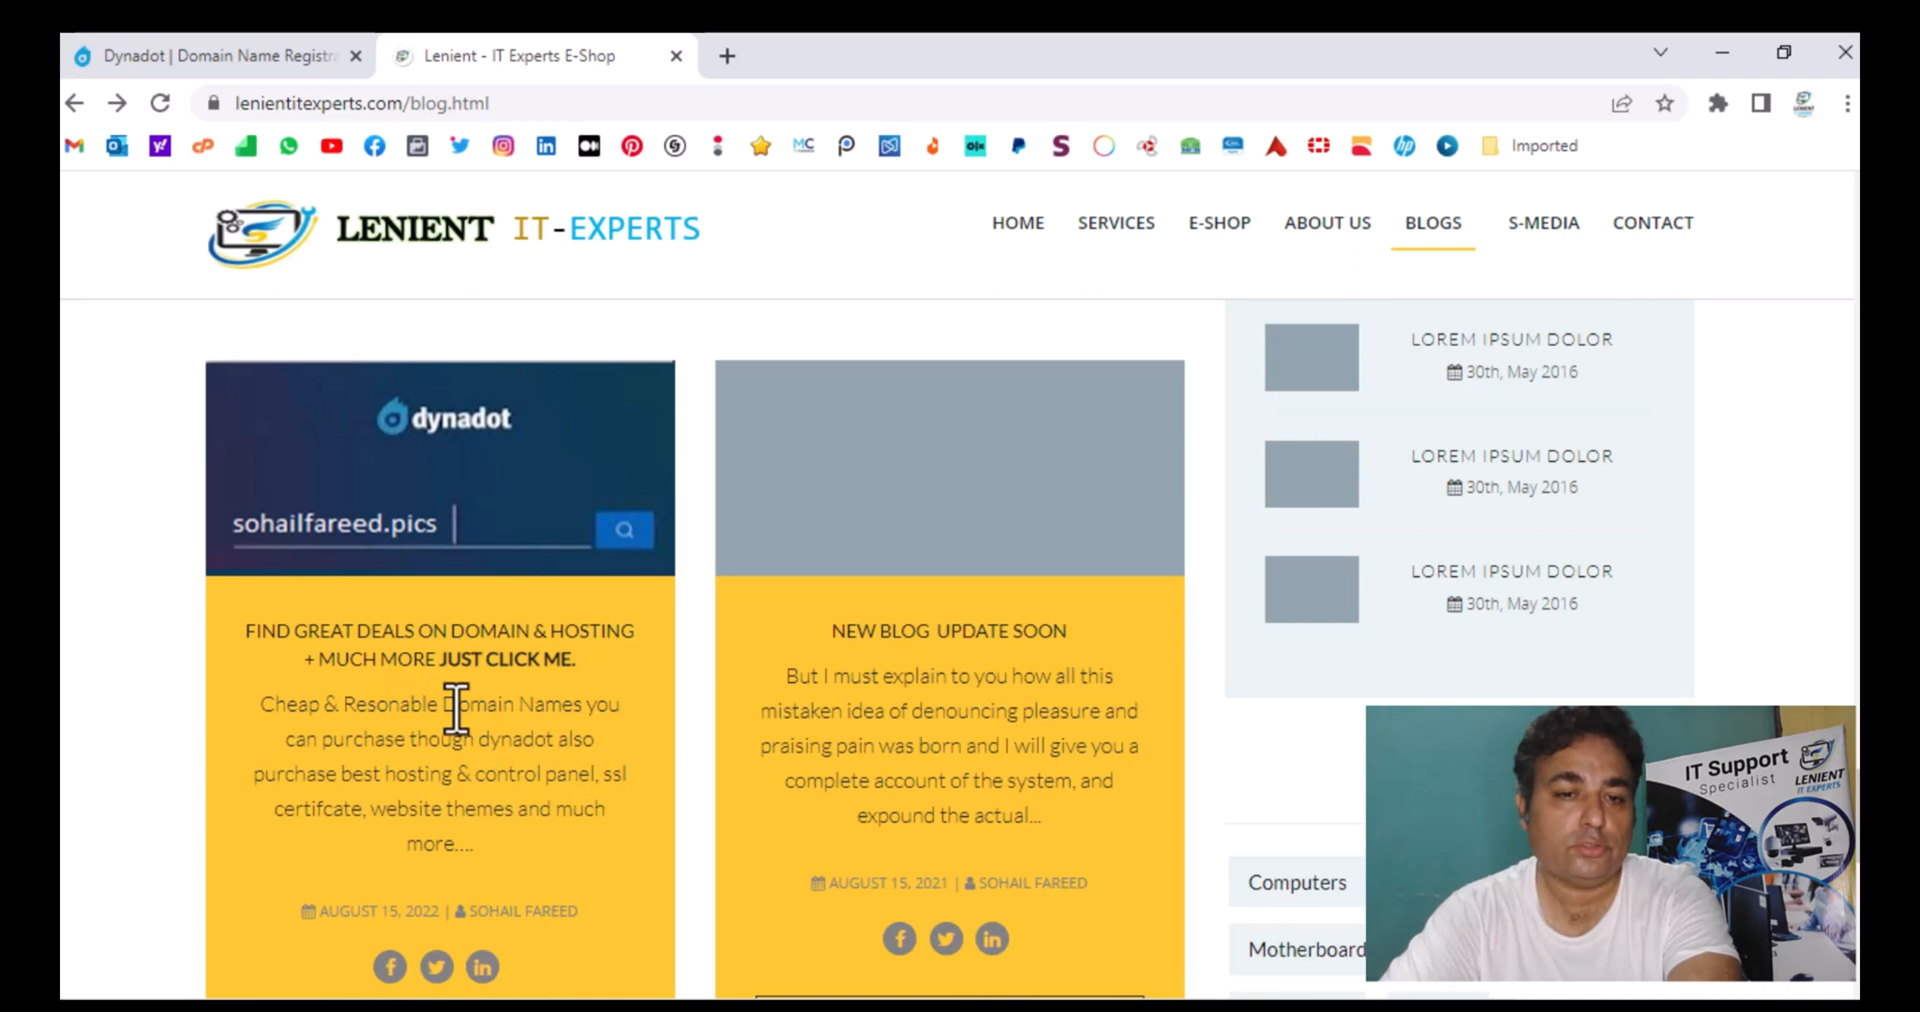 Dynadot | Domain Name Registra
Lenient - IT Experts E-Shop
lenientitexperts.com/blog.html
Imported
LENIENT IT-EXPERTS
HOME SERVICES E-SHOP ABOUT US BLOGS S-MEDIA CONTACT
dynadot
sohailfareed.pics
FIND GREAT DEALS ON DOMAIN & HOSTING
+ MUCH MORE JUST CLICK ME.
Cheap & Resonable Domain Names you
can purchase though dynadot also
purchase best hosting & control panel, ssl
certifcate, website themes and much
more....
AUGUST 15, 2022 | SOHAIL FAREED
NEW BLOG UPDATE SOON
But I must explain to you how all this
mistaken idea of denouncing pleasure and
praising pain was born and I will give you a
complete account of the system, and
expound the actual...
AUGUST 15, 2021 | SOHAIL FAREED
LOREM IPSUM DOLOR
30th, May 2016
LOREM IPSUM DOLOR
30th, May 2016
LOREM IPSUM DOLOR
30th, May 2016
Computers
Motherboard
IT Support
Specialist
LENIENT
IT EXPERTS